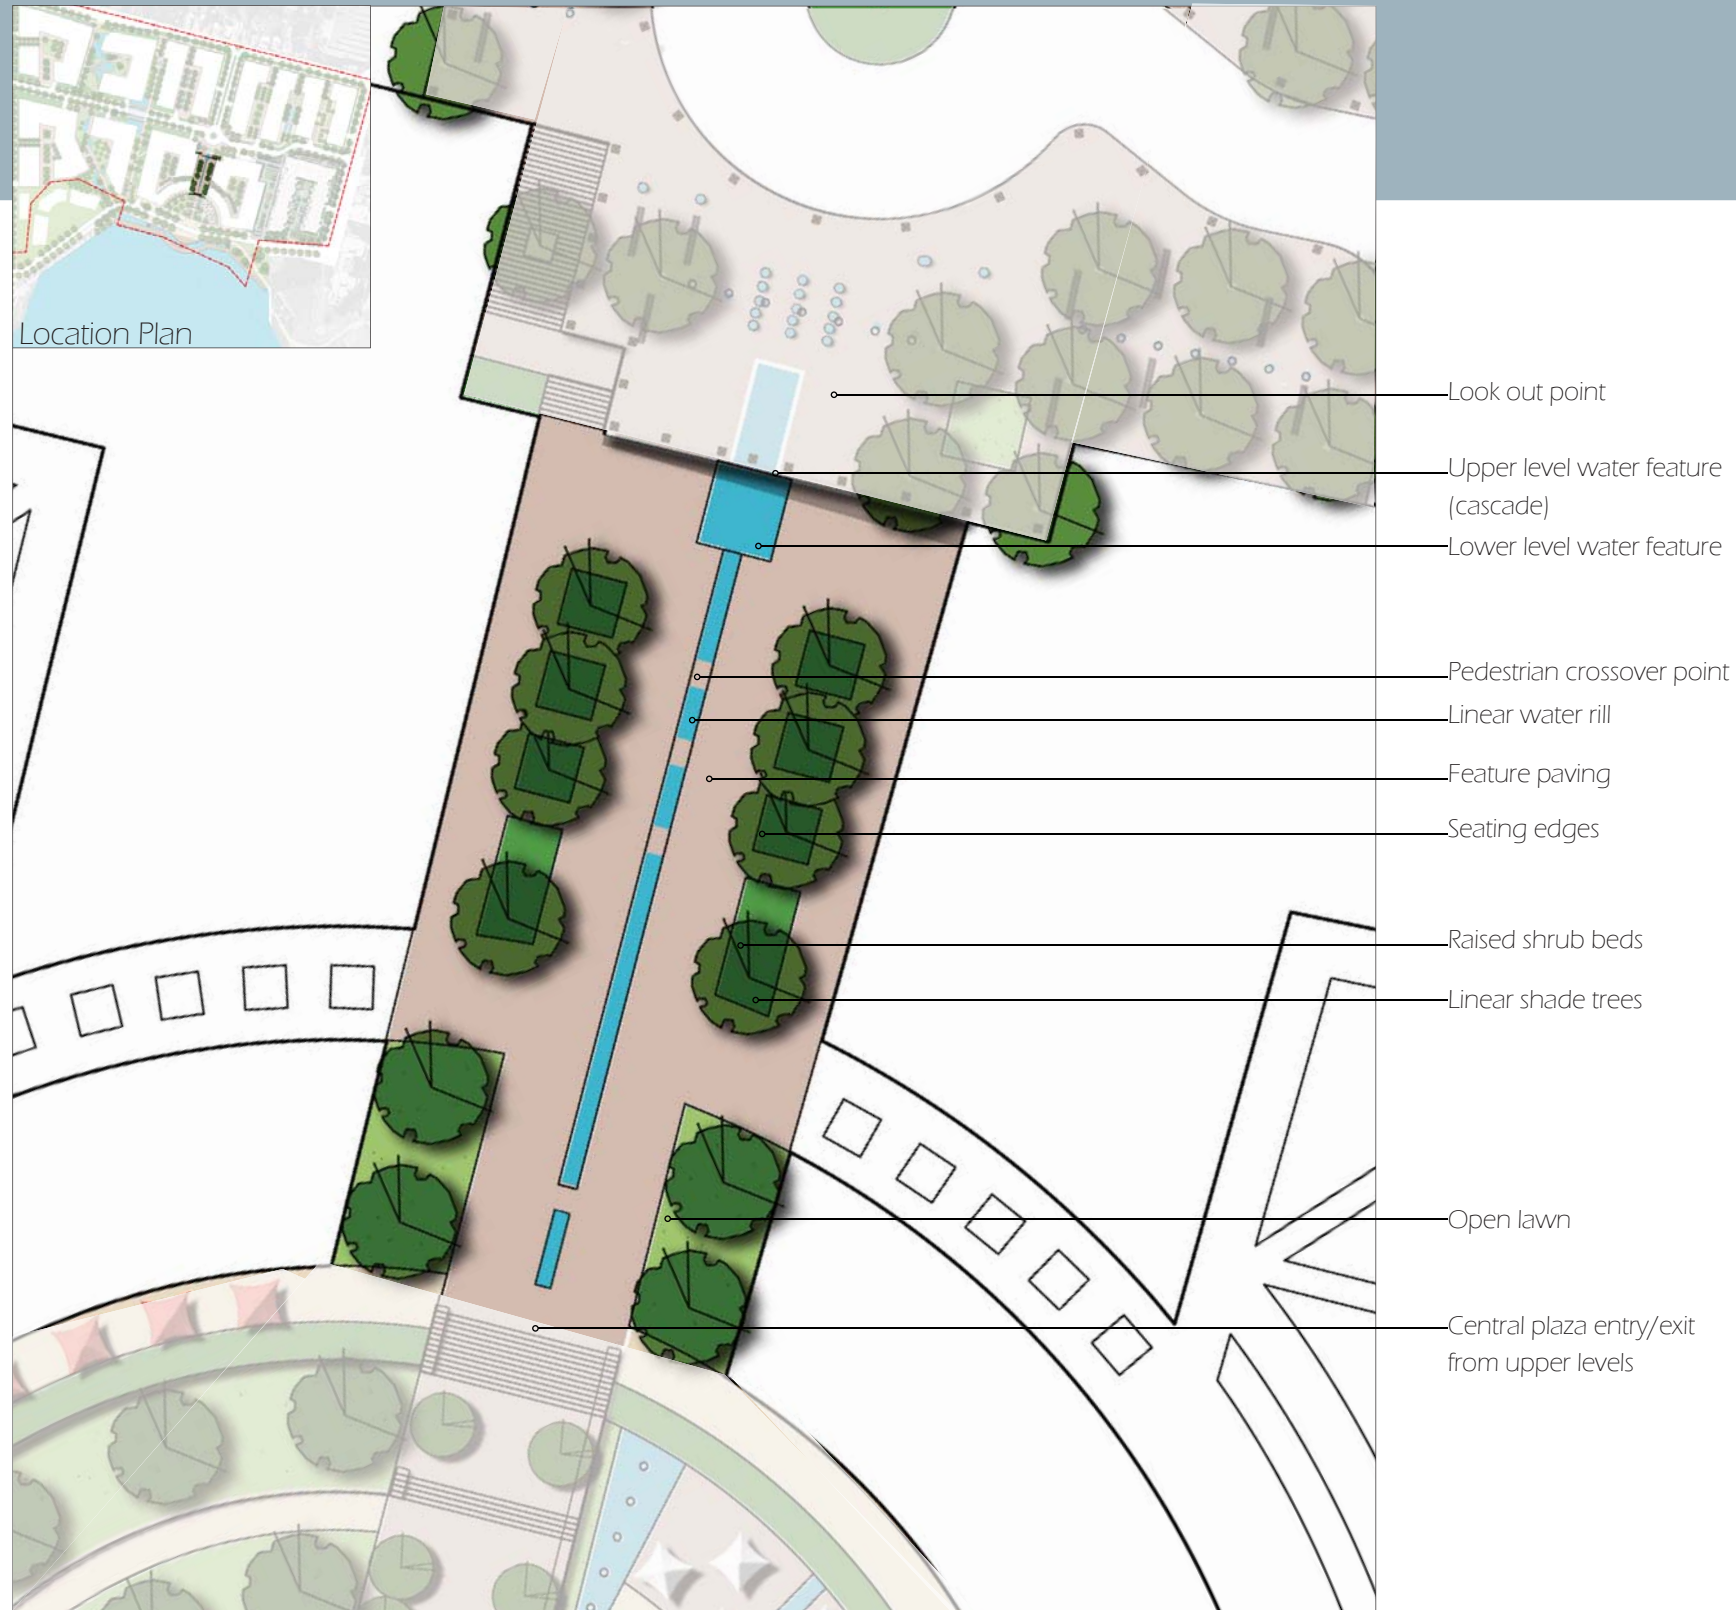 Location Plan
Look out point
Upper level water feature
(cascade)
Lower level water feature
Pedestrian crossover point
Linear water rill
Feature paving
Seating edges
Raised shrub beds
Linear shade trees
Open lawn
Central plaza entry/exit
from upper levels